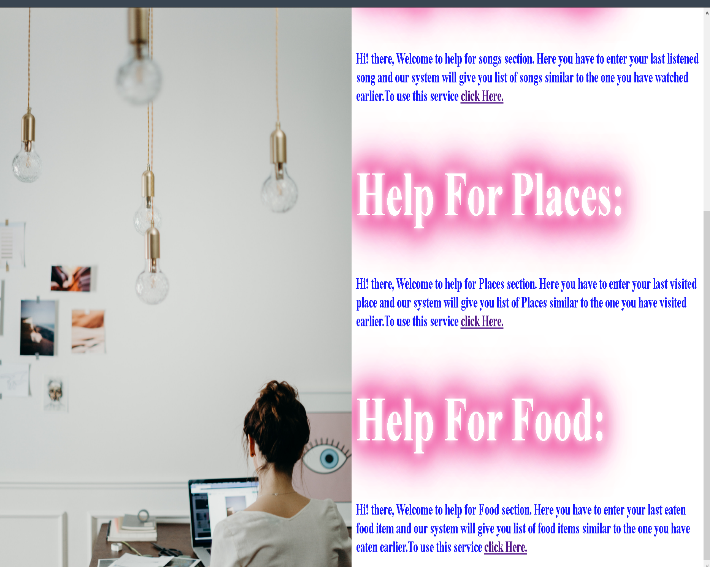 Hi! there, Welcome to help for songs section. Here you have to enter your last listened
song and our system will give you list of songs similar to the one you have watched
earlier.To use this service click Here.
Help For Places:
Hi! there, Welcome to help for Places section. Here you have to enter your last visited
place and our system will give you list of Places similar to the one you have visited
earlier.To use this service click Here.
Help For Food:
Hi! there, Welcome to help for Food section. Here you have to enter your last eaten
food item and our system will give you list of food items similar to the one you have
eaten earlier.To use this service click Here.